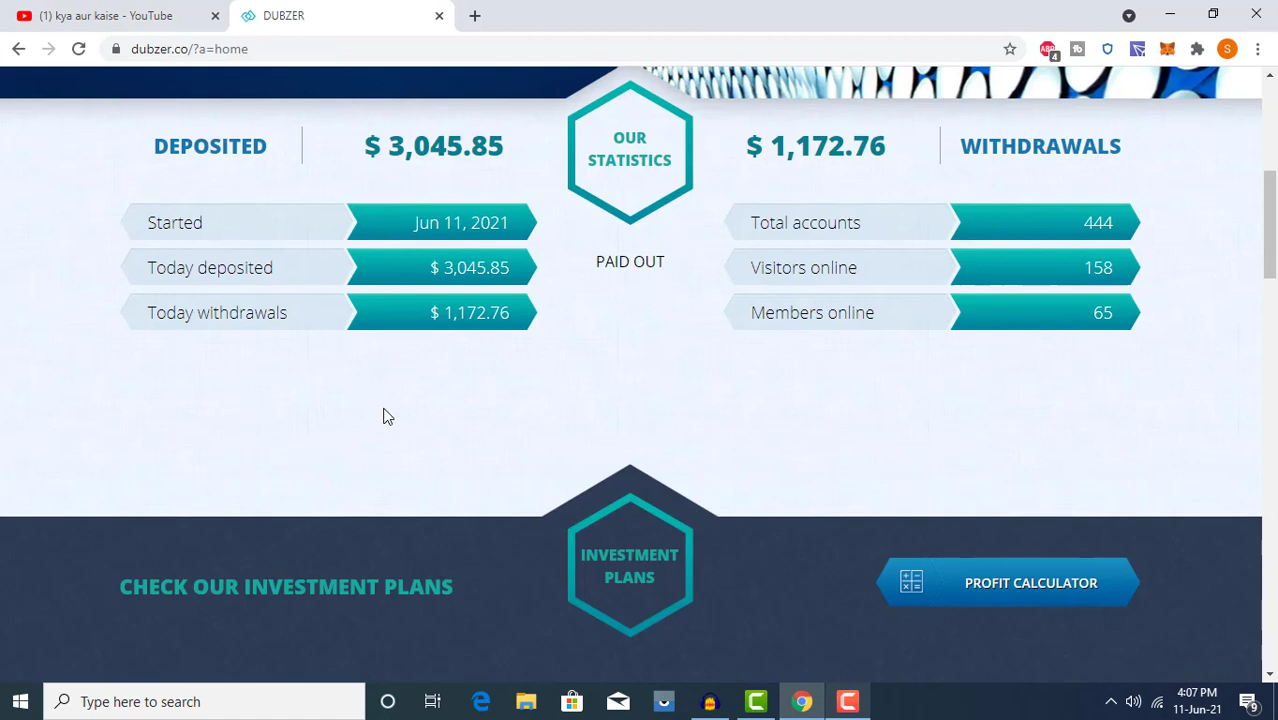 (1) kya aur kaise - YouTube
DUBZER
dubzer.co/?a=home
4
S
DEPOSITED
$ 3,045.85
OUR
STATISTICS
$ 1,172.76
WITHDRAWALS
Started
Jun 11, 2021
Total accounts
444
Today deposited
$ 3,045.85
PAID OUT
Visitors online
158
Today withdrawals
$ 1,172.76
Members online
65
INVESTMENT
PLANS
CHECK OUR INVESTMENT PLANS
PROFIT CALCULATOR
Type here to search
4:07 PM
11-Jun-21
9